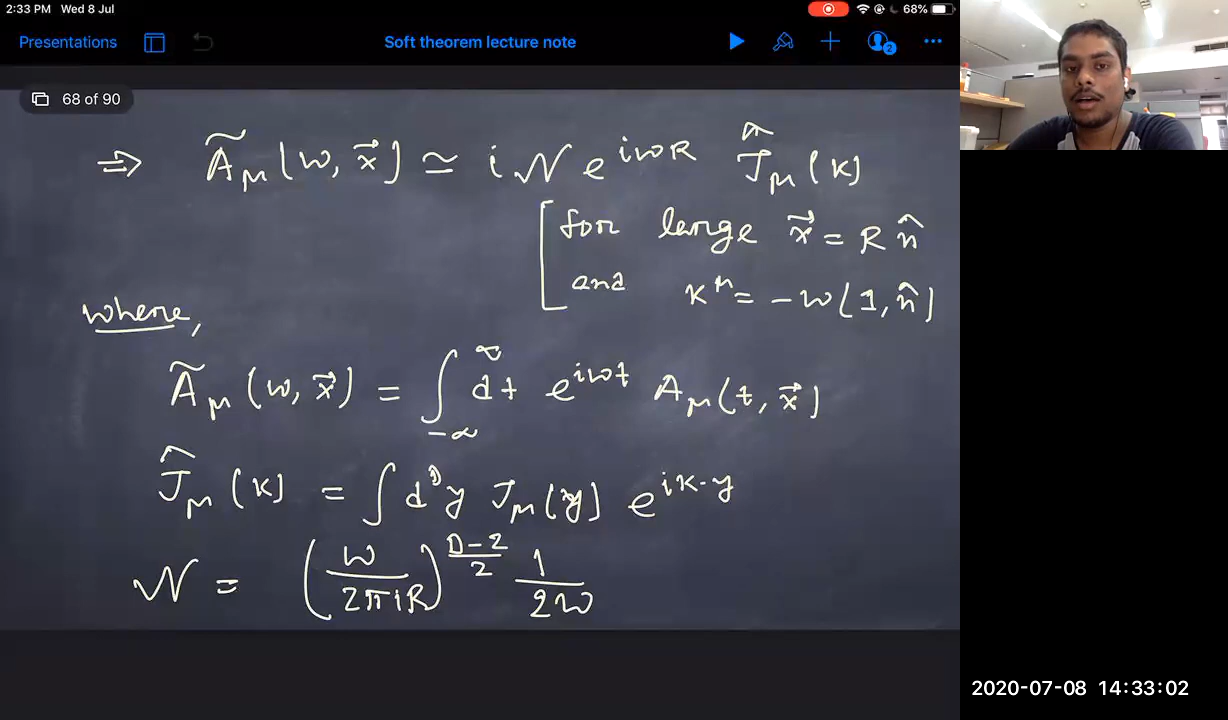 2:33 PM Wed 8 Jul
68%
Presentations
Soft theorem lecture note
2
68 of 90
⇒ Ã_μ(ω, x⃗) ≃ i 𝒩 e^{iωR} Ĵ_μ(k)
[for large x⃗ = R n̂
and k^μ = -ω(1, n̂)
where,
Ã_μ(ω, x⃗) = ∫_{-∞}^{∞} dt e^{iωt} A_μ(t, x⃗)
Ĵ_μ(k) = ∫ d^D y J_μ(y) e^{ik·y}
𝒩 = (ω/2πiR)^{(D-2)/2} 1/2ω
2020-07-08 14:33:02